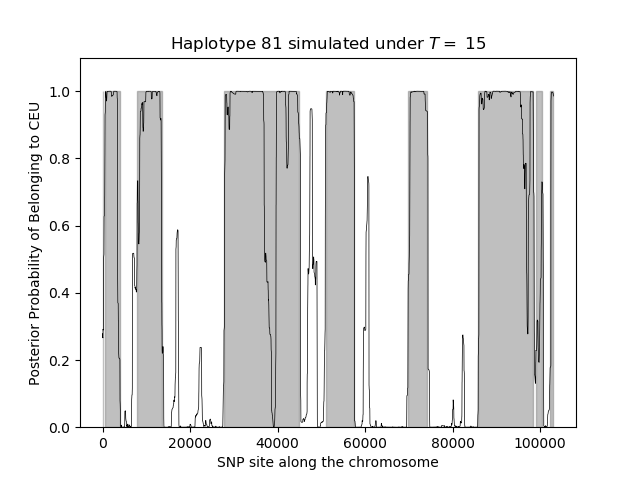 Haplotype 81 simulated under T = 15
Posterior Probability of Belonging to CEU
1.0
0.8
0.6
0.4
0.2
0.0
0 20000 40000 60000 80000 100000
SNP site along the chromosome